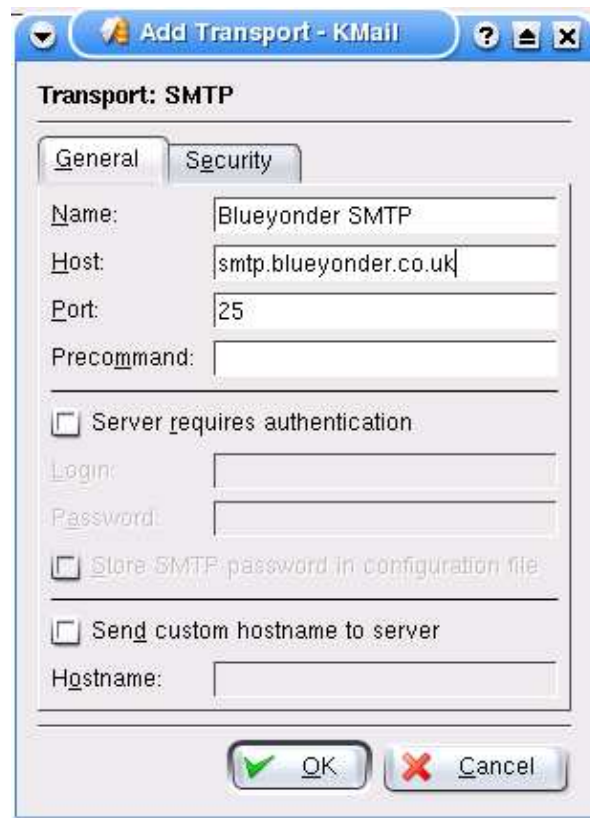 Add Transport - KMail ?
Transport: SMTP
General Security
Name: Blueyonder SMTP
Host: smtp.blueyonder.co.uk
Port: 25
Precommand:
Server requires authentication
Login:
Password:
Store SMTP password in configuration file
Send custom hostname to server
Hostname:
OK Cancel